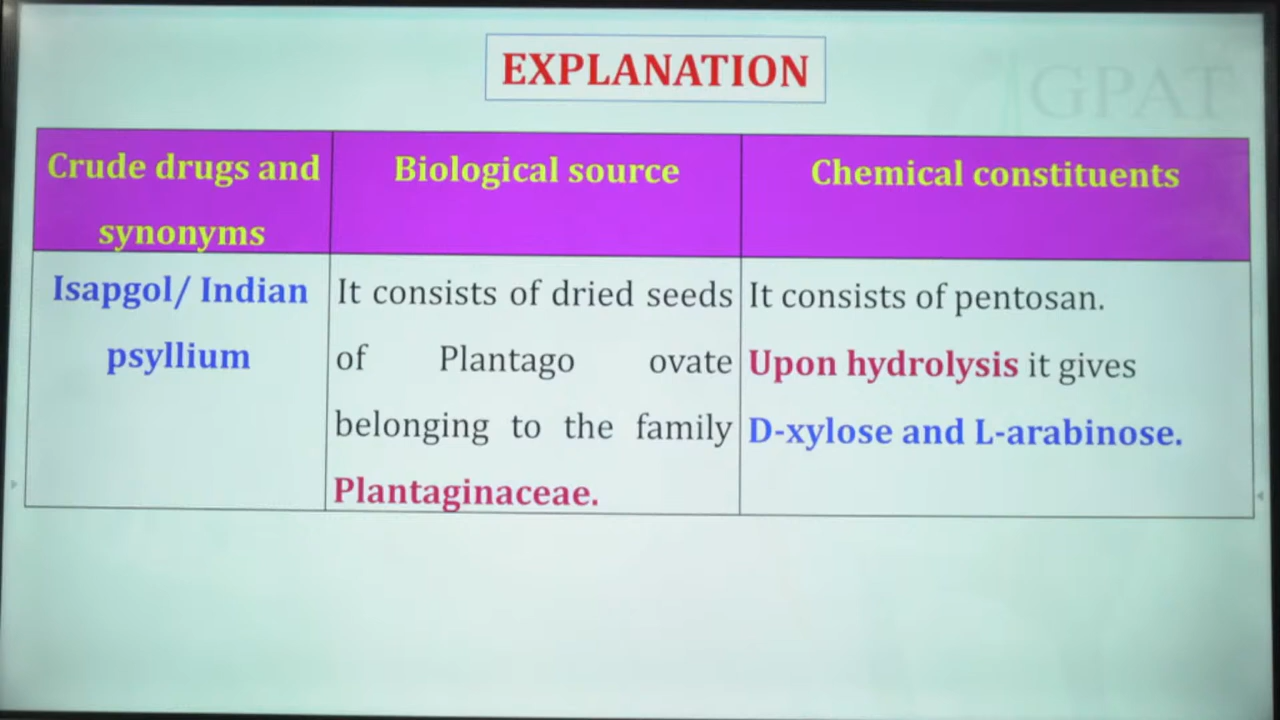 EXPLANATION
GPAT
Crude drugs and
synonyms
Biological source
Chemical constituents
Isapgol/ Indian
psyllium
It consists of dried seeds
of Plantago ovate
belonging to the family
Plantaginaceae.
It consists of pentosan.
Upon hydrolysis it gives
D-xylose and L-arabinose.